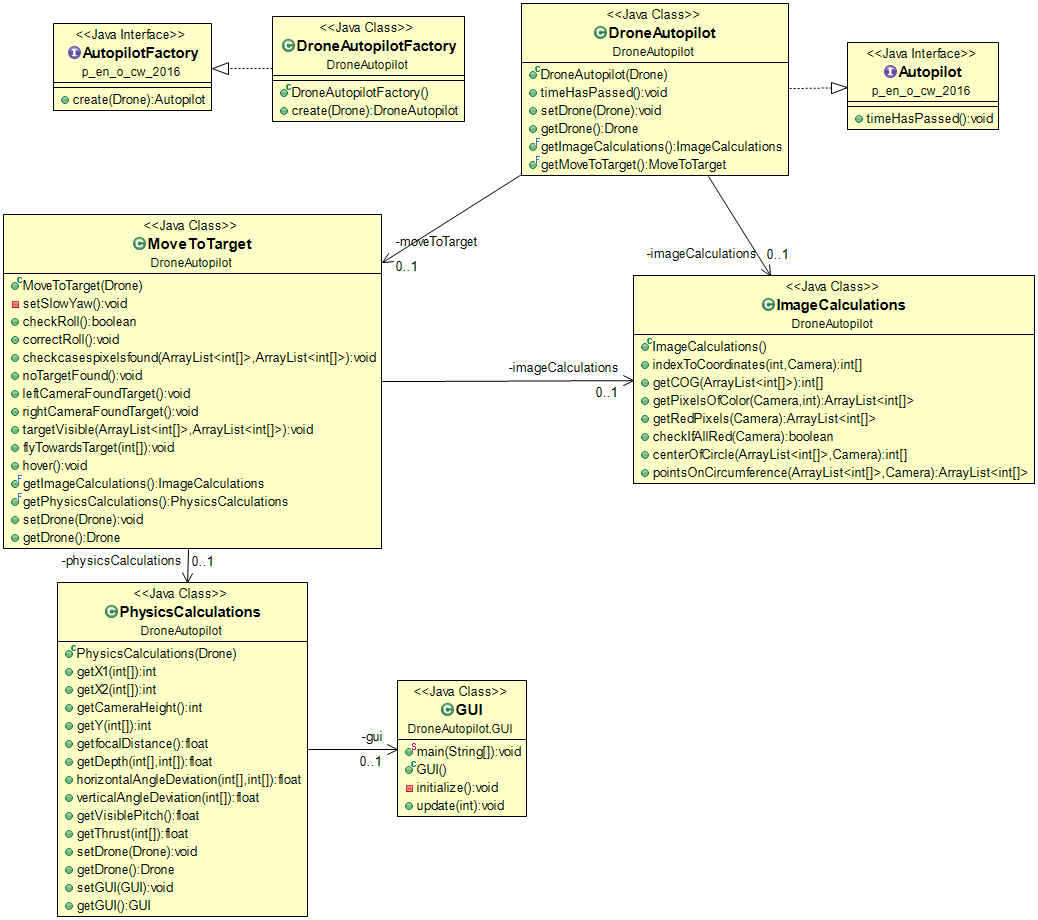 <<Java Interface>>
AutopilotFactory
p_en_o_cw_2016
create(Drone):Autopilot
<<Java Class>>
DroneAutopilotFactory
DroneAutopilot
DroneAutopilotFactory()
create(Drone):DroneAutopilot
<<Java Class>>
DroneAutopilot
DroneAutopilot
DroneAutopilot(Drone)
timeHasPassed():void
setDrone(Drone):void
getDrone():Drone
getImageCalculations():ImageCalculations
getMoveToTarget():MoveToTarget
<<Java Interface>>
Autopilot
p_en_o_cw_2016
timeHasPassed():void
-moveToTarget
0..1
-imageCalculations
0..1
<<Java Class>>
MoveToTarget
DroneAutopilot
MoveToTarget(Drone)
setSlowYaw():void
checkRoll():boolean
correctRoll():void
checkcasespixelsfound(ArrayList<int[]>,ArrayList<int[]>):void
noTargetFound():void
leftCameraFoundTarget():void
rightCameraFoundTarget():void
targetVisible(ArrayList<int[]>,ArrayList<int[]>):void
flyTowardsTarget(int[]):void
hover():void
getImageCalculations():ImageCalculations
getPhysicsCalculations():PhysicsCalculations
setDrone(Drone):void
getDrone():Drone
-imageCalculations
0..1
<<Java Class>>
ImageCalculations
DroneAutopilot
ImageCalculations()
indexToCoordinates(int,Camera):int[]
getCOG(ArrayList<int[]>):int[]
getPixelsOfColor(Camera,int):ArrayList<int[]>
getRedPixels(Camera):ArrayList<int[]>
checkIfAllRed(Camera):boolean
centerOfCircle(ArrayList<int[]>,Camera):int[]
pointsOnCircumference(ArrayList<int[]>,Camera):ArrayList<int[]>
-physicsCalculations
0..1
<<Java Class>>
PhysicsCalculations
DroneAutopilot
PhysicsCalculations(Drone)
getX1(int[]):int
getX2(int[]):int
getCameraHeight():int
getY(int[]):int
getfocalDistance():float
getDepth(int[],int[]):float
horizontalAngleDeviation(int[],int[]):float
verticalAngleDeviation(int[]):float
getVisiblePitch():float
getThrust(int[]):float
setDrone(Drone):void
getDrone():Drone
setGUI(GUI):void
getGUI():GUI
-gui
0..1
<<Java Class>>
GUI
DroneAutopilot.GUI
main(String[]):void
GUI()
initialize():void
update(int):void